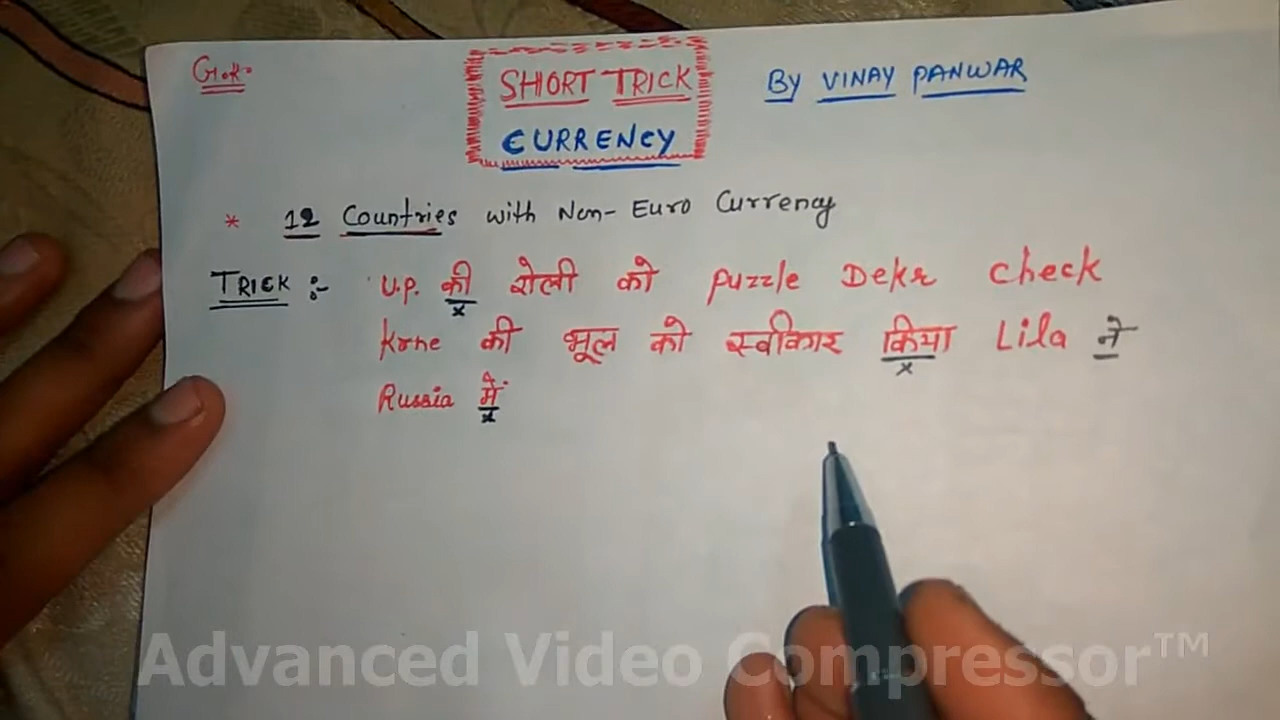 G.K.
SHORT TRICK
CURRENCY
BY VINAY PANWAR
* 12 Countries with Non-Euro Currency
TRICK :- U.P. की रोली को puzzle Dekr check
krne की भूल को स्वीकार किया Lila ने
x x
Russia में
x
Advanced Video Compressor™